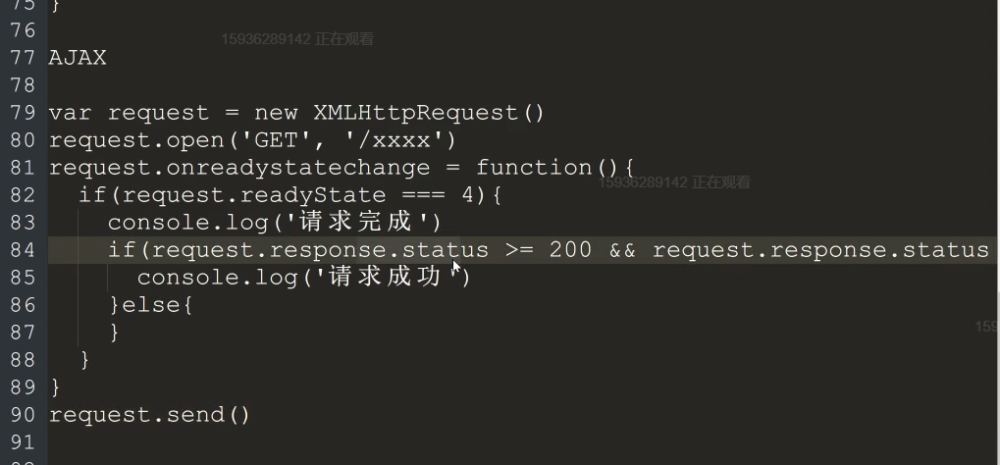 75 }
76
15936289142 正在观看
77 AJAX
78
79 var request = new XMLHttpRequest()
80 request.open('GET', '/xxxx')
81 request.onreadystatechange = function(){
15936289142 正在观看
82 if(request.readyState === 4){
83 console.log('请求完成')
84 if(request.response.status >= 200 && request.response.status
85 console.log('请求成功')
86 }else{
87 }
159
88 }
89 }
90 request.send()
91